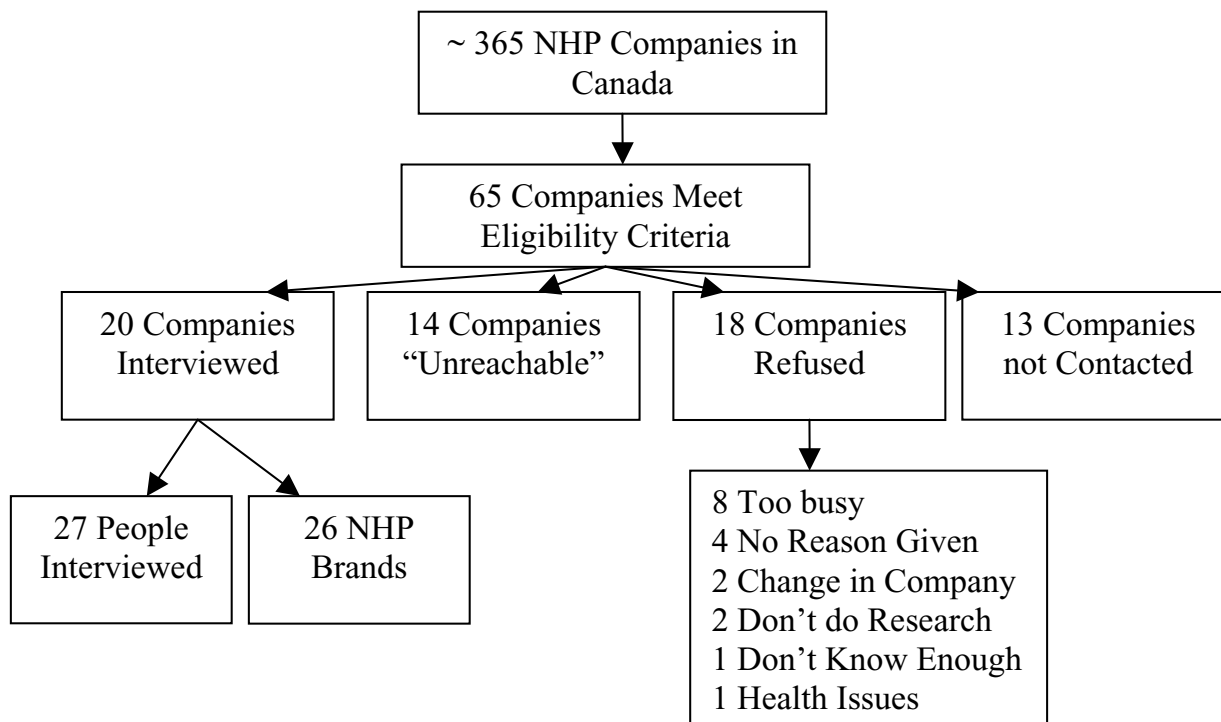 ~ 365 NHP Companies in
Canada
65 Companies Meet
Eligibility Criteria
20 Companies
Interviewed
14 Companies
“Unreachable”
18 Companies
Refused
13 Companies
not Contacted
27 People
Interviewed
26 NHP
Brands
8 Too busy
4 No Reason Given
2 Change in Company
2 Don’t do Research
1 Don’t Know Enough
1 Health Issues